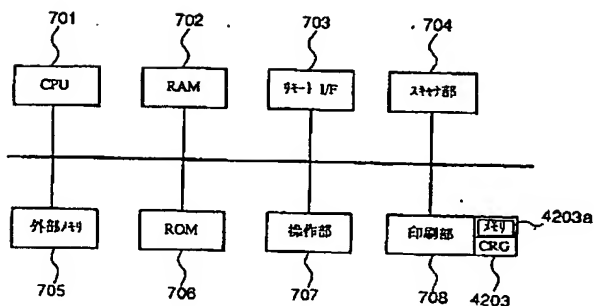 701
702
703
704
CPU
RAM
リモート I/F
スキャナ部
外部メモリ
ROM
操作部
印刷部
メモリ
CRG
4203a
705
706
707
708
4203